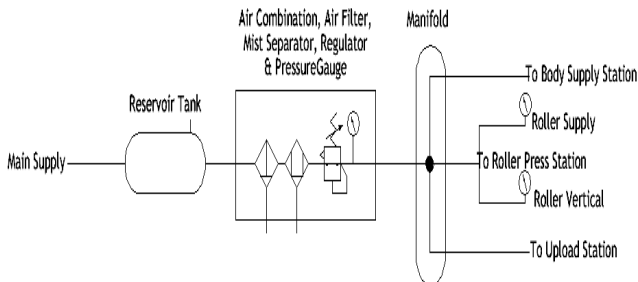 Air Combination, Air Filter,
Mist Separator, Regulator
& PressureGauge
Manifold
Reservoir Tank
Main Supply
To Body Supply Station
Roller Supply
To Roller Press Station
Roller Vertical
To Upload Station